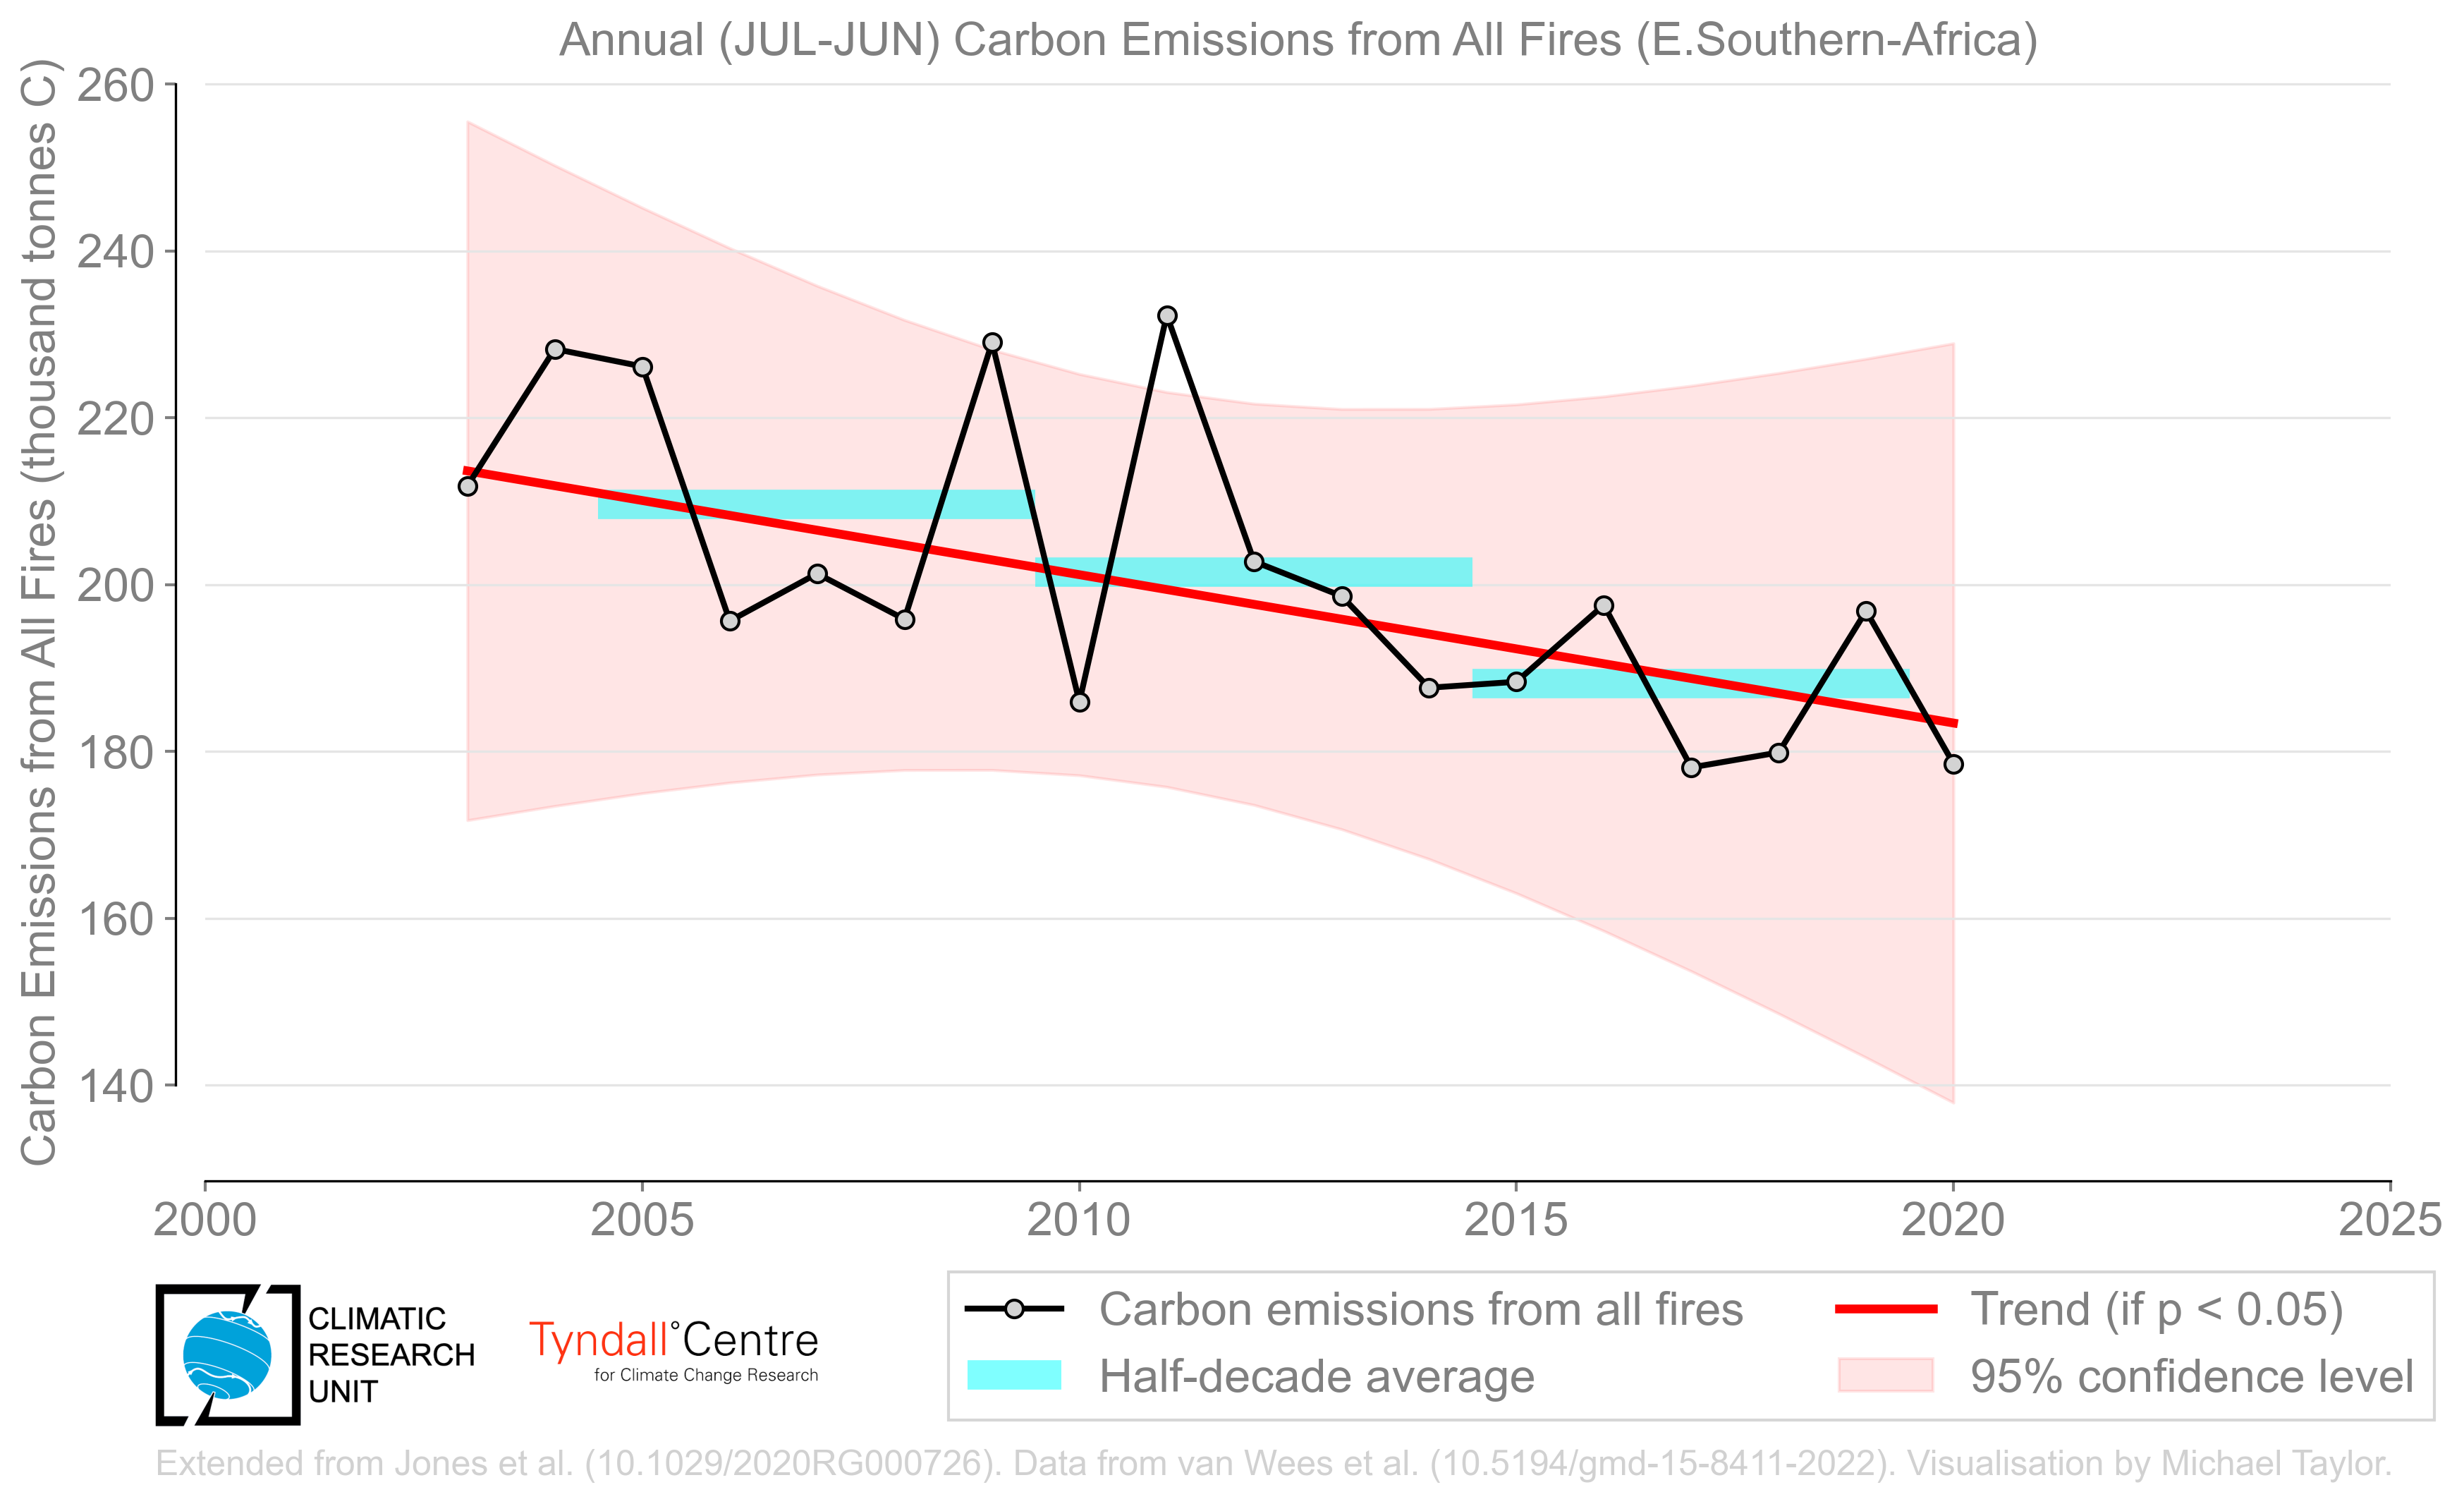 Annual (JUL-JUN) Carbon Emissions from All Fires (E.Southern-Africa)
Carbon Emissions from All Fires (thousand tonnes C)
260
240
220
200
180
160
140
2000 2005 2010 2015 2020 2025
CLIMATIC
RESEARCH
UNIT
Tyndall°Centre
for Climate Change Research
Carbon emissions from all fires
Half-decade average
Trend (if p < 0.05)
95% confidence level
Extended from Jones et al. (10.1029/2020RG000726). Data from van Wees et al. (10.5194/gmd-15-8411-2022). Visualisation by Michael Taylor.